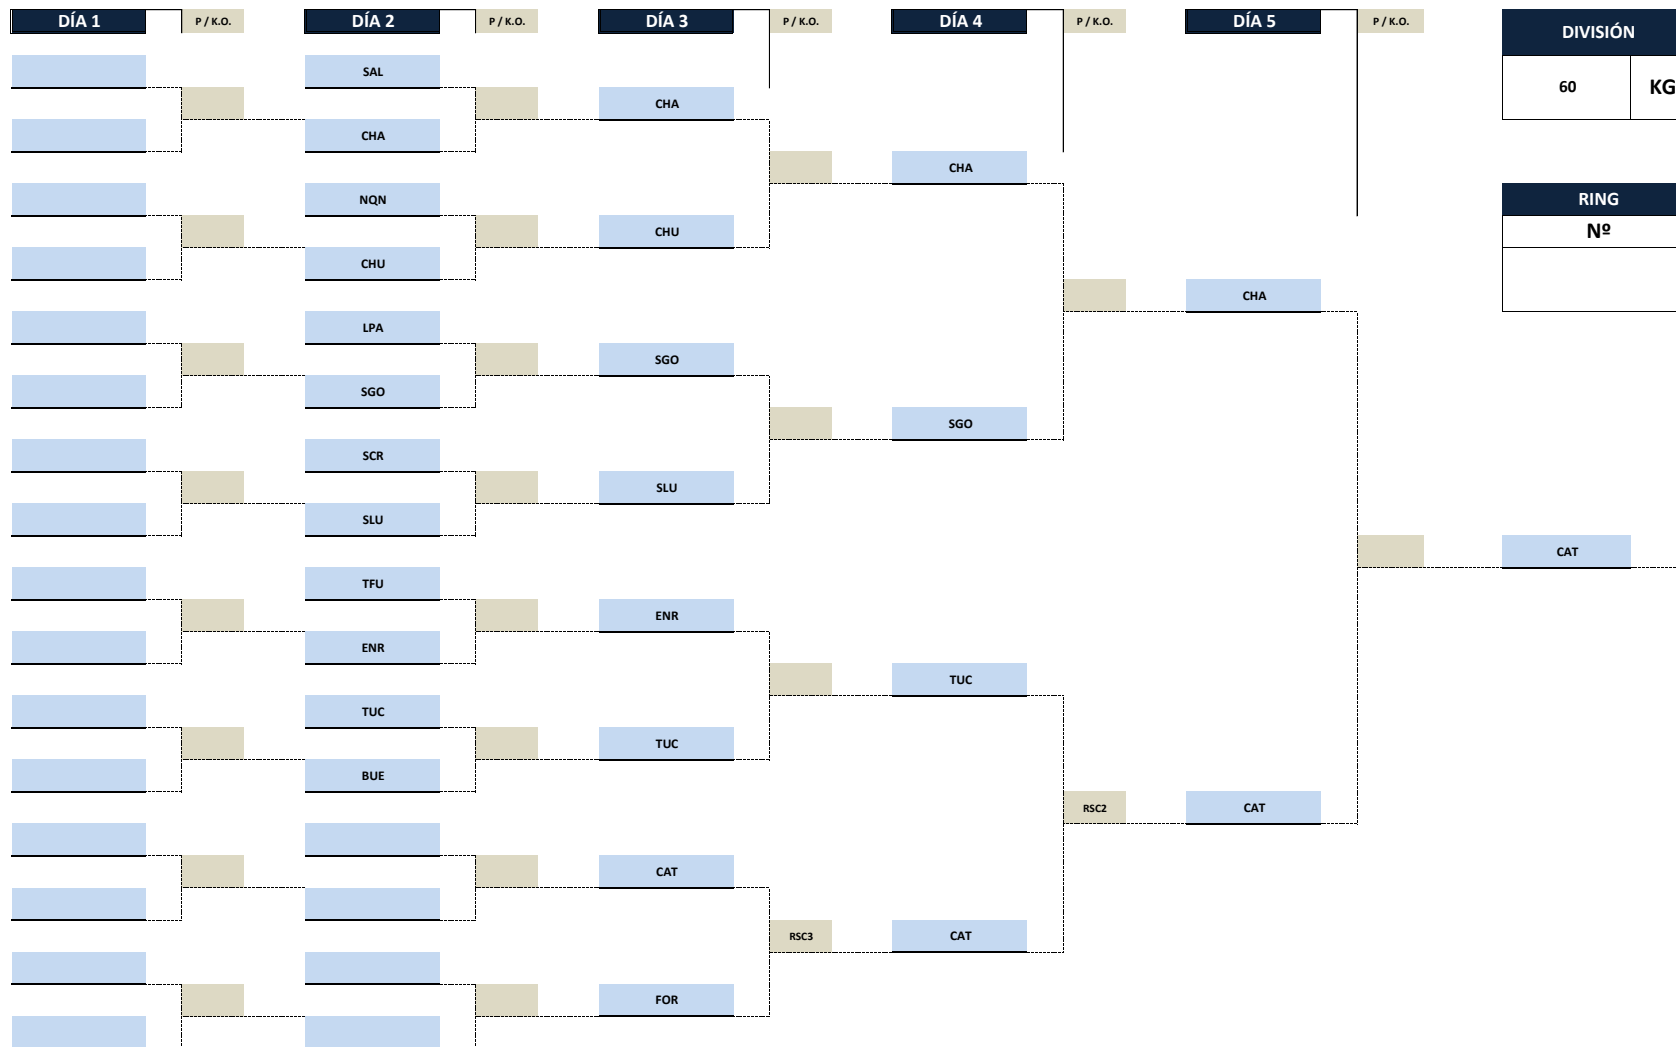 DÍA 1 P / K.O. DÍA 2 P / K.O. DÍA 3 P / K.O. DÍA 4 P / K.O. DÍA 5 P / K.O. DIVISIÓN
SAL
60 KG
CHA
CHA
CHA
NQN
RING
CHU
Nº
CHU
CHA
LPA
SGO
SGO
SGO
SCR
SLU
SLU
CAT
TFU
ENR
ENR
TUC
TUC
TUC
BUE
RSC2 CAT
CAT
RSC3 CAT
FOR